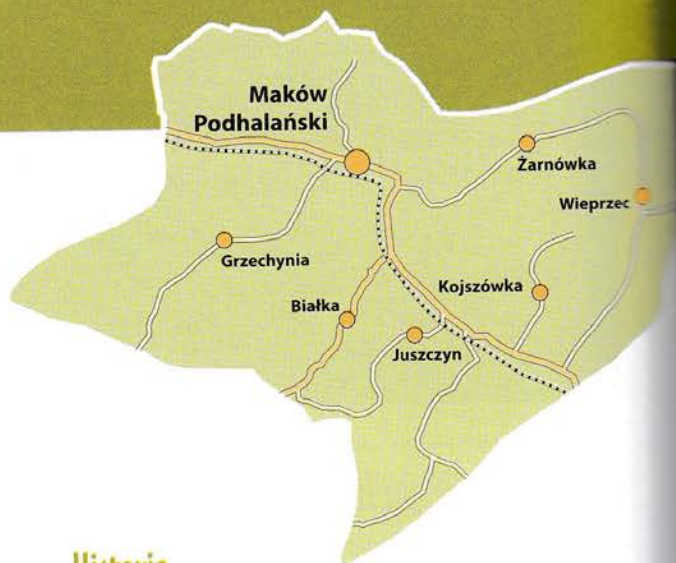 Maków
Podhalański
Żarnówka
Wieprzec
Grzechynia
Kojszówka
Białka
Juszczyn